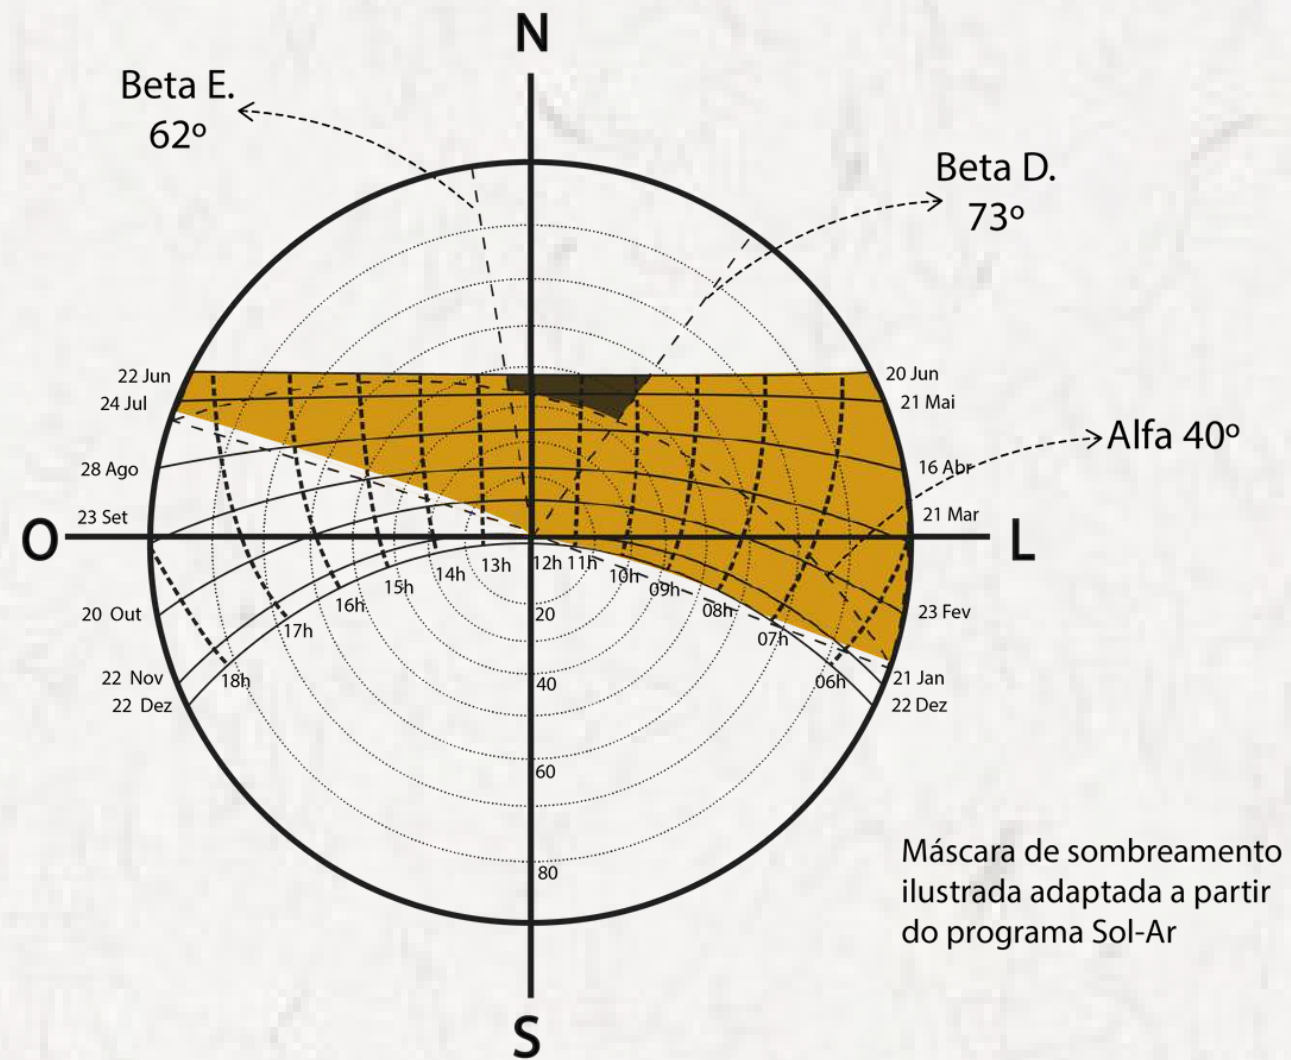 N
Beta E.
62º
Beta D.
73º
22 Jun
20 Jun
24 Jul
21 Mai
Alfa 40º
28 Ago
16 Abr
23 Set
21 Mar
O
L
13h
12h
11h
14h
10h
15h
09h
16h
08h
20
20 Out
23 Fev
17h
07h
22 Nov
18h
40
06h
21 Jan
22 Dez
22 Dez
60
80
Máscara de sombreamento
ilustrada adaptada a partir
do programa Sol-Ar
S